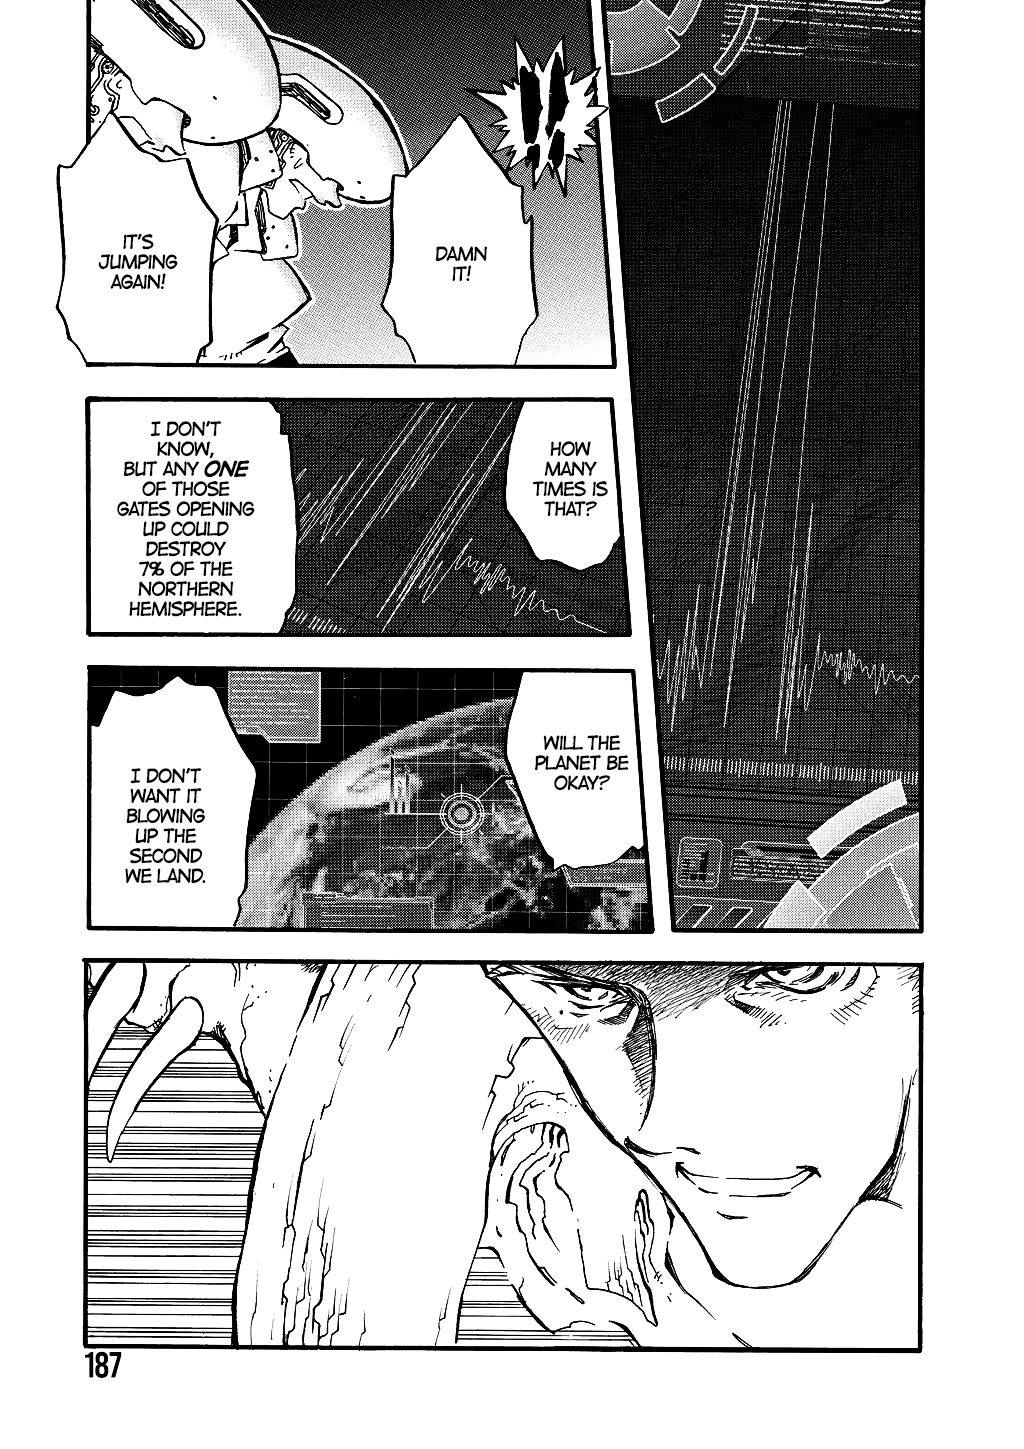 !!
DAMN
IT!
IT'S
JUMPING
AGAIN!
HOW
MANY
TIMES IS
THAT?
I DON'T
KNOW,
BUT ANY ONE
OF THOSE
GATES OPENING
UP COULD
DESTROY
7% OF THE
NORTHERN
HEMISPHERE.
WILL THE
PLANET BE
OKAY?
I DON'T
WANT IT
BLOWING
UP THE
SECOND
WE LAND.
187